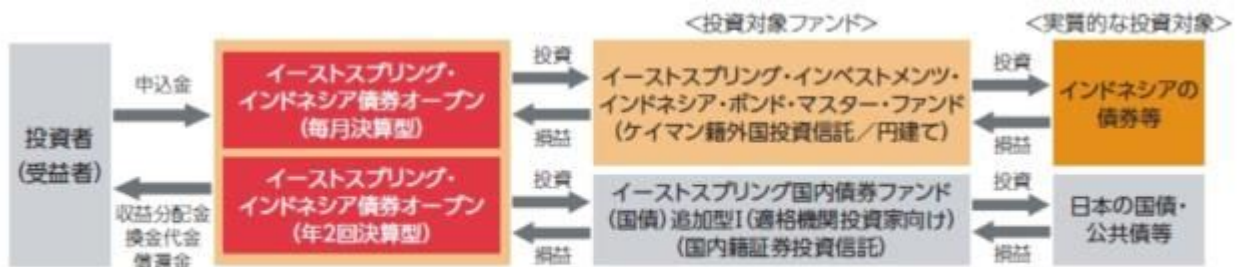 <投資対象ファンド>
<実質的な投資対象>
投資者
(受益者)
申込金
収益分配金
換金代金
償還金
イーストスプリング・
インドネシア債券オープン
(毎月決算型)
イーストスプリング・
インドネシア債券オープン
(年2回決算型)
投資
損益
投資
損益
イーストスプリング・インベストメンツ・
インドネシア・ボンド・マスター・ファンド
(ケイマン籍外国投資信託/円建て)
イーストスプリング国内債券ファンド
(国債)追加型I(適格機関投資家向け)
(国内籍証券投資信託)
投資
損益
投資
損益
インドネシアの
債券等
日本の国債・
公共債等